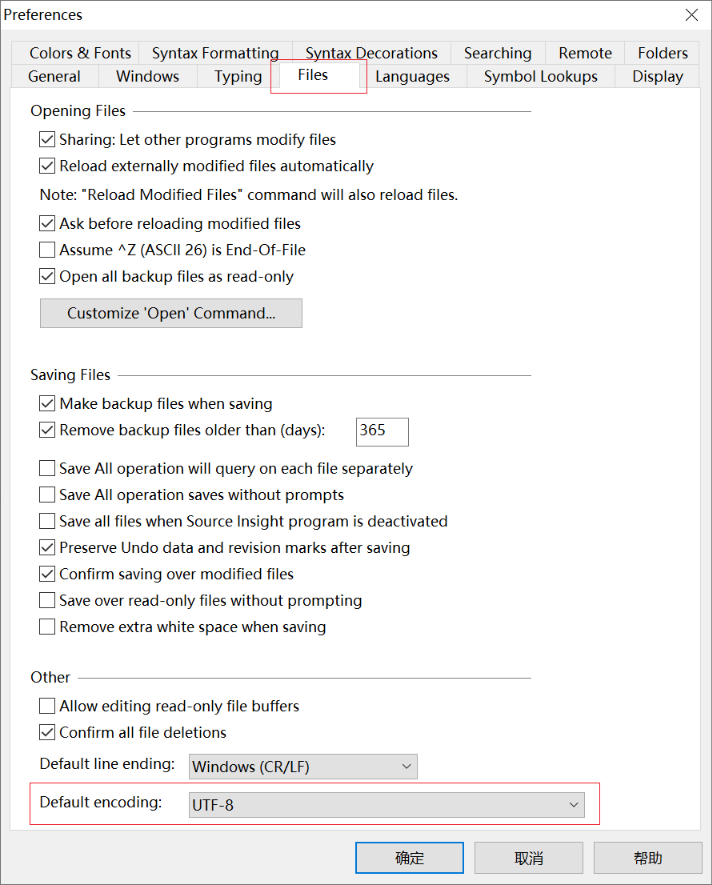 Preferences
Colors & Fonts Syntax Formatting Syntax Decorations Searching Remote Folders
General Windows Typing Files Languages Symbol Lookups Display
Opening Files
Sharing: Let other programs modify files
Reload externally modified files automatically
Note: "Reload Modified Files" command will also reload files.
Ask before reloading modified files
Assume ^Z (ASCII 26) is End-Of-File
Open all backup files as read-only
Customize 'Open' Command...
Saving Files
Make backup files when saving
Remove backup files older than (days): 365
Save All operation will query on each file separately
Save All operation saves without prompts
Save all files when Source Insight program is deactivated
Preserve Undo data and revision marks after saving
Confirm saving over modified files
Save over read-only files without prompting
Remove extra white space when saving
Other
Allow editing read-only file buffers
Confirm all file deletions
Default line ending: Windows (CR/LF)
Default encoding: UTF-8
确定 取消 帮助